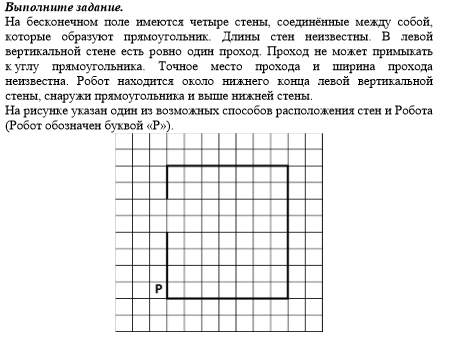 Выполните задание.
На бесконечном поле имеются четыре стены, соединённые между собой,
которые образуют прямоугольник. Длины стен неизвестны. В левой
вертикальной стене есть ровно один проход. Проход не может примыкать
к углу прямоугольника. Точное место прохода и ширина прохода
неизвестна. Робот находится около нижнего конца левой вертикальной
стены, снаружи прямоугольника и выше нижней стены.
На рисунке указан один из возможных способов расположения стен и Робота
(Робот обозначен буквой «Р»).
Р